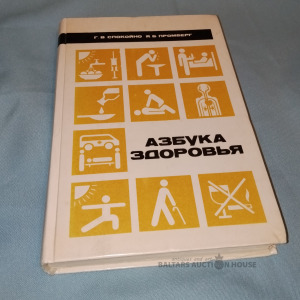 Г В СПОКОЙНО Я Б ПРОМБЕРГ
АЗБУКА
ЗДОРОВЬЯ
BALTARS AUCTION HOUSE